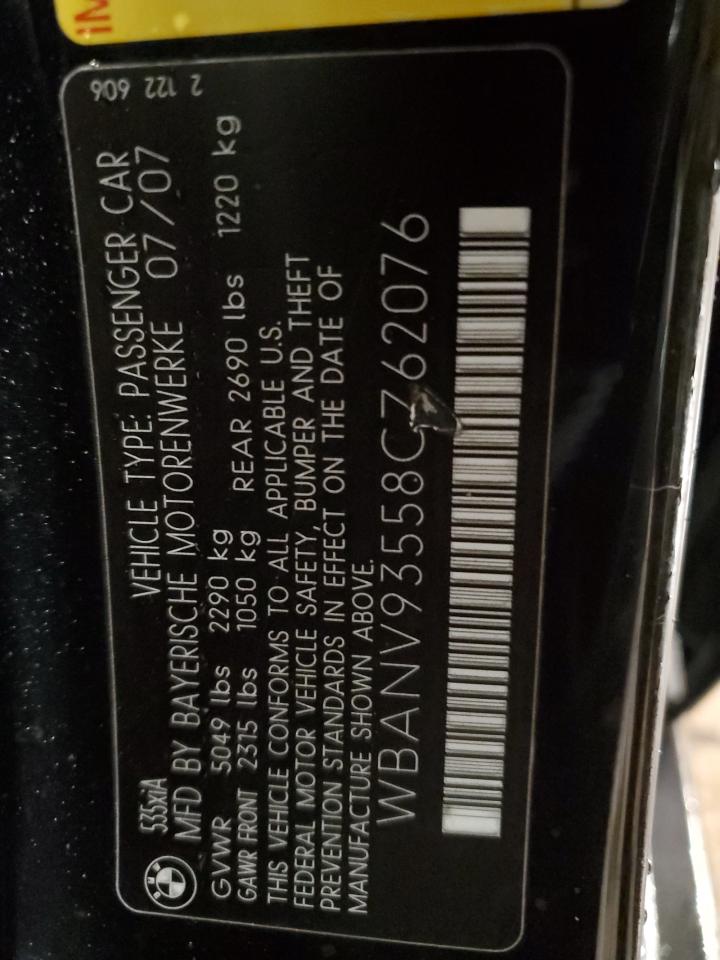 2 122 606
535xiA VEHICLE TYPE: PASSENGER CAR
MFD BY BAYERISCHE MOTORENWERKE 07/07
GVWR 5049 lbs 2290 kg
GAWR FRONT 2315 lbs 1050 kg REAR 2690 lbs 1220 kg
THIS VEHICLE CONFORMS TO ALL APPLICABLE U.S.
FEDERAL MOTOR VEHICLE SAFETY, BUMPER AND THEFT
PREVENTION STANDARDS IN EFFECT ON THE DATE OF
MANUFACTURE SHOWN ABOVE.
WBANV93558CZ62076